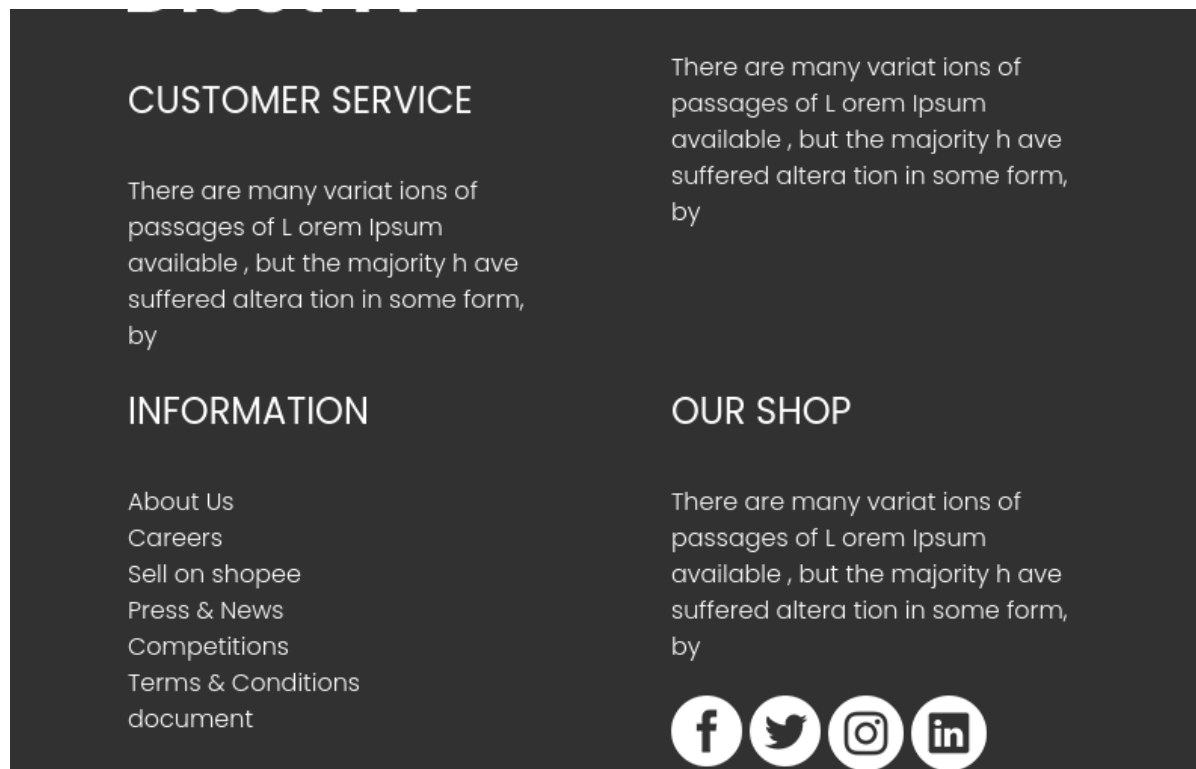 CUSTOMER SERVICE
There are many variat ions of
passages of L orem Ipsum
available , but the majority h ave
suffered altera tion in some form,
by
There are many variat ions of
passages of L orem Ipsum
available , but the majority h ave
suffered altera tion in some form,
by
INFORMATION
About Us
Careers
Sell on shopee
Press & News
Competitions
Terms & Conditions
document
OUR SHOP
There are many variat ions of
passages of L orem Ipsum
available , but the majority h ave
suffered altera tion in some form,
by